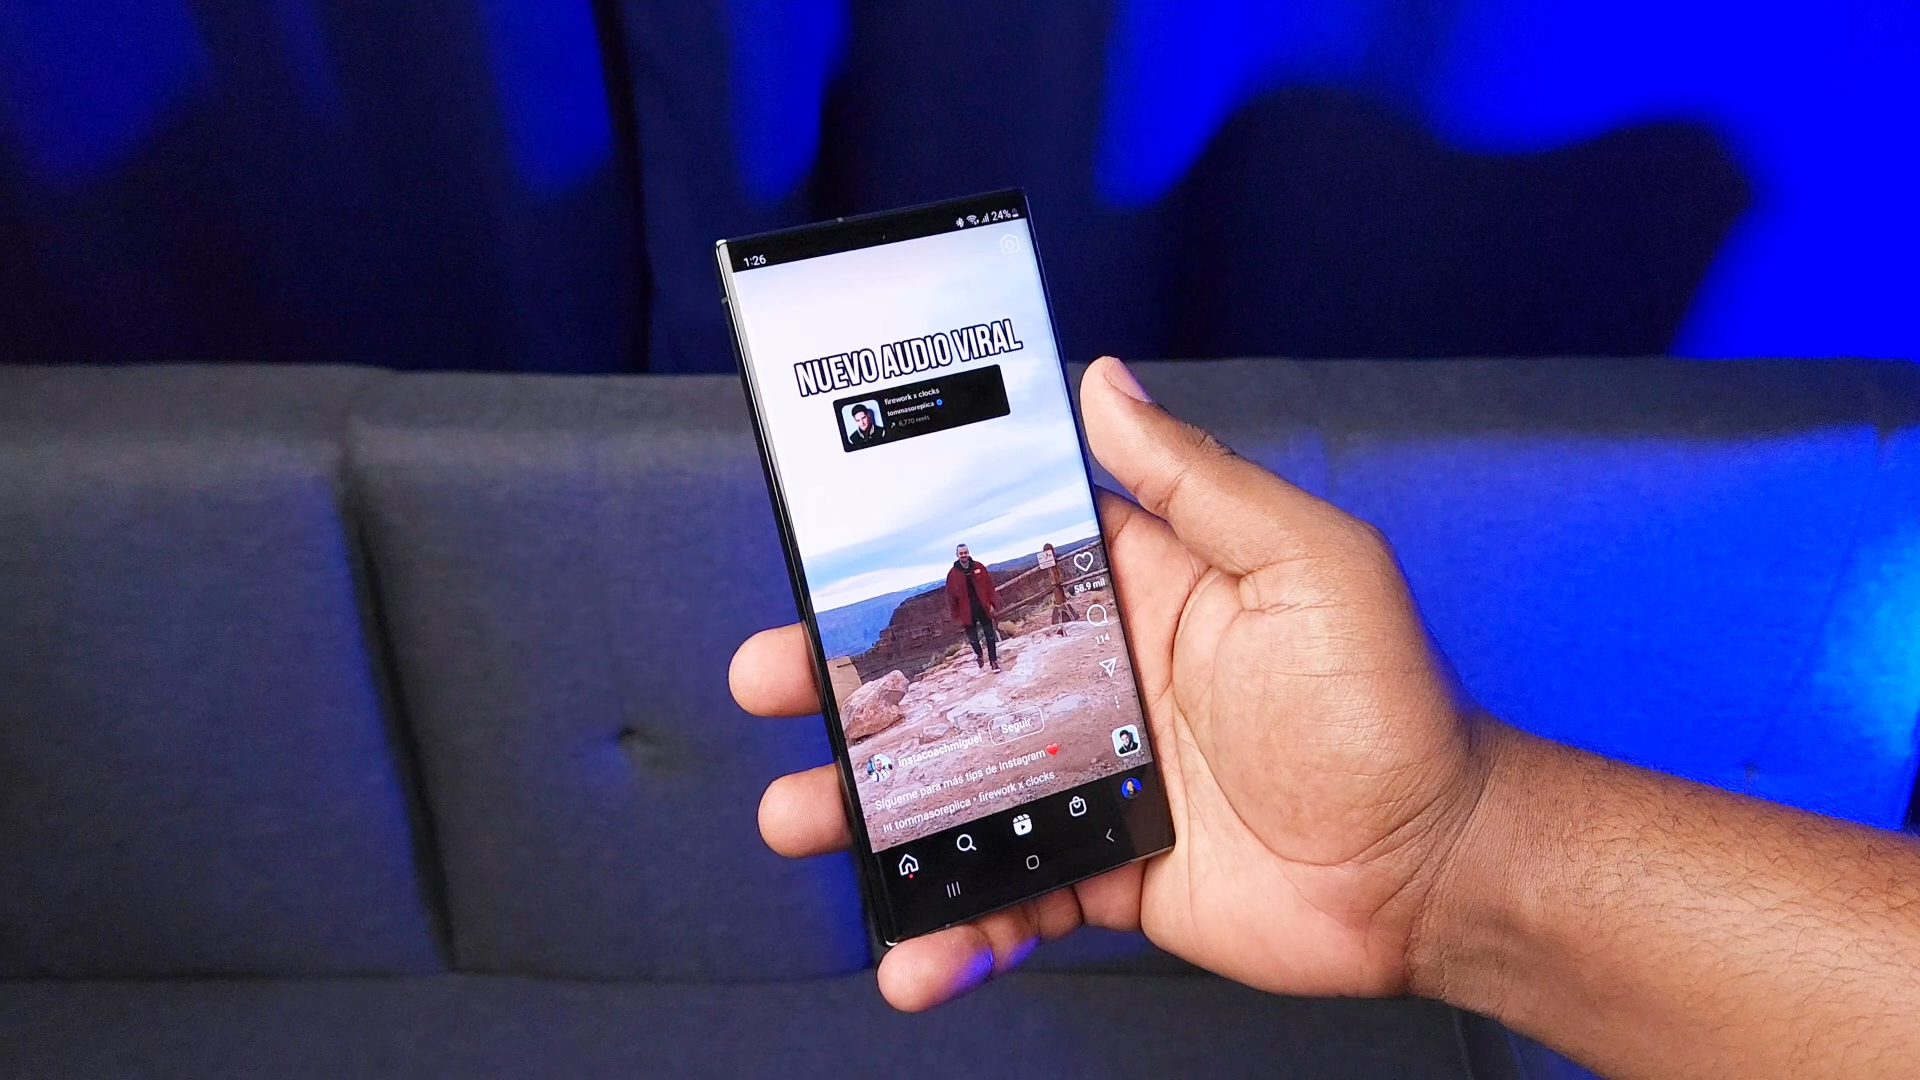 1:26
24%
NUEVO AUDIO VIRAL
firework x clocks
tommasoreplica
6,770 reels
58.9 mil
114
instacoachmiguel
Seguir
Sígueme para más tips de Instagram ❤️
tommasoreplica • firework x clocks